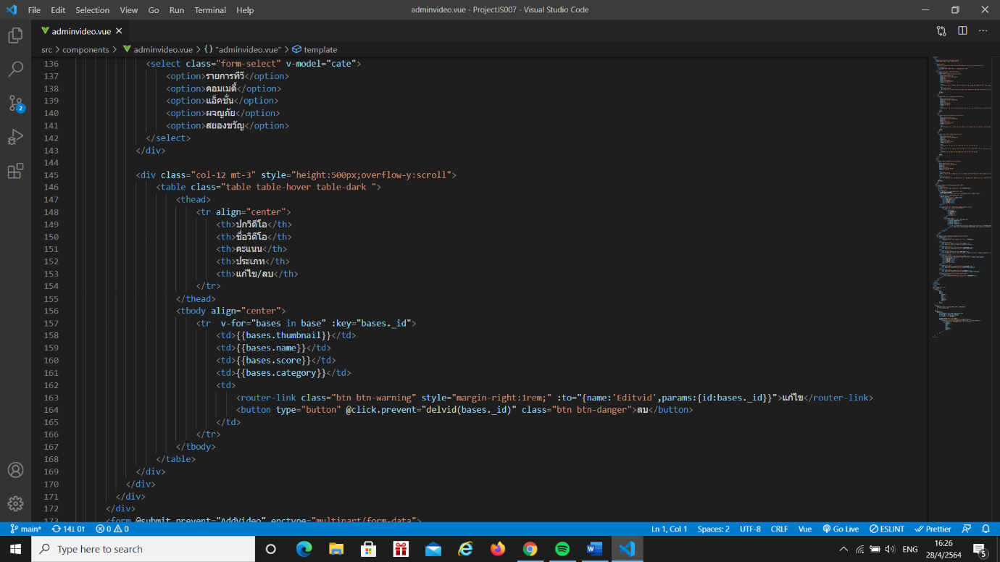 File Edit Selection View Go Run Terminal Help adminvideo.vue - ProjectJS007 - Visual Studio Code
adminvideo.vue
src > components > adminvideo.vue > {} "adminvideo.vue" > template
136 <select class="form-select" v-model="cate">
137 <option>รายการทีวี</option>
138 <option>คอมเมดี้</option>
139 <option>แอ็คชั่น</option>
140 <option>ผจญภัย</option>
141 <option>สยองขวัญ</option>
142 </select>
143 </div>
144
145 <div class="col-12 mt-3" style="height:500px;overflow-y:scroll">
146 <table class="table table-hover table-dark ">
147 <thead>
148 <tr align="center">
149 <th>ปกวิดีโอ</th>
150 <th>ชื่อวิดีโอ</th>
151 <th>คะแนน</th>
152 <th>ประเภท</th>
153 <th>แก้ไข/ลบ</th>
154 </tr>
155 </thead>
156 <tbody align="center">
157 <tr  v-for="bases in base" :key="bases._id">
158 <td>{{bases.thumbnail}}</td>
159 <td>{{bases.name}}</td>
160 <td>{{bases.score}}</td>
161 <td>{{bases.category}}</td>
162 <td>
163 <router-link class="btn btn-warning" style="margin-right:1rem;" :to="{name:'Editvid',params:{id:bases._id}}">แก้ไข</router-link>
164 <button type="button" @click.prevent="delvid(bases._id)" class="btn btn-danger">ลบ</button>
165 </td>
166 </tr>
167 </tbody>
168 </table>
169 </div>
170 </div>
171 </div>
172 </div>
173 <form @submit.prevent="AddVideo" enctype="multipart/form-data">
2
main* 14↓ 0↑ 0 0 Ln 1, Col 1 Spaces: 2 UTF-8 CRLF Vue Go Live ESLINT Prettier
Type here to search ENG 16:26
28/4/2564 5